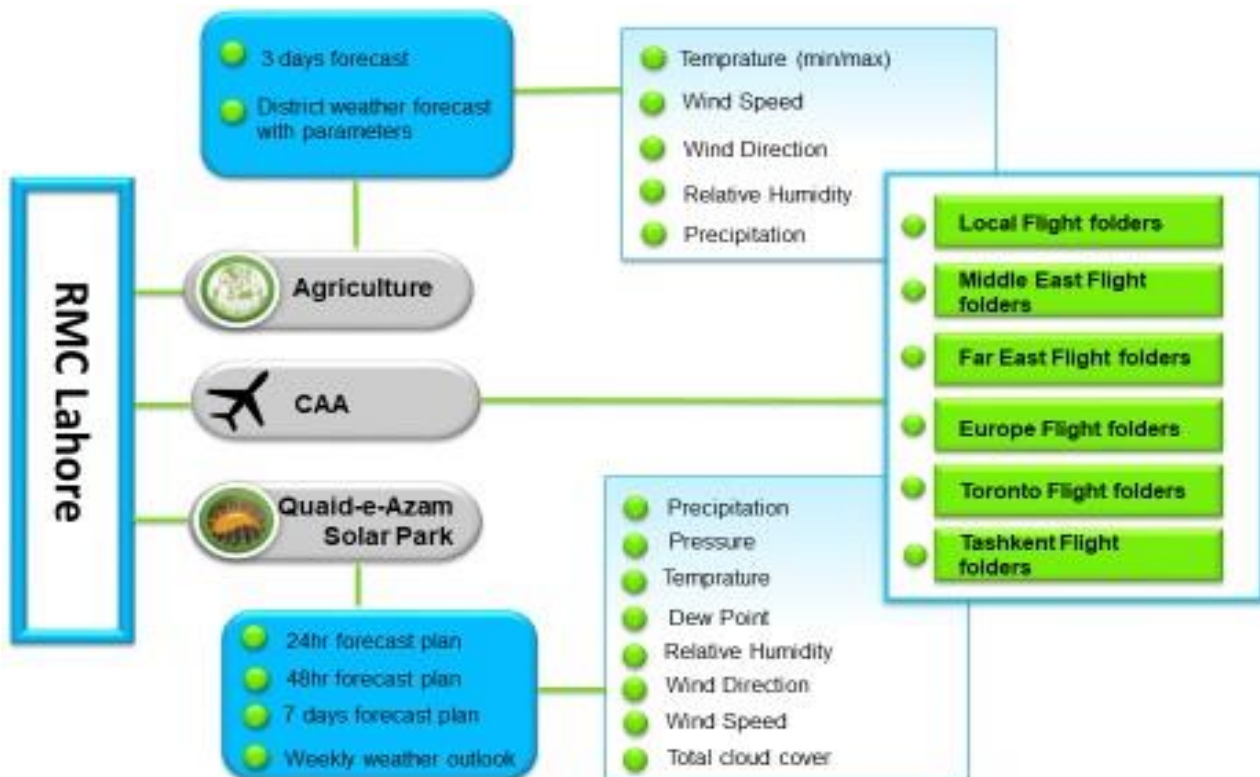 RMC Lahore
3 days forecast
District weather forecast
with parameters
Temprature (min/max)
Wind Speed
Wind Direction
Relative Humidity
Precipitation
Agriculture
CAA
Quaid-e-Azam
Solar Park
Local Flight folders
Middle East Flight
folders
Far East Flight folders
Europe Flight folders
Toronto Flight folders
Tashkent Flight
folders
24hr forecast plan
48hr forecast plan
7 days forecast plan
Weekly weather outlook
Precipitation
Pressure
Temprature
Dew Point
Relative Humidity
Wind Direction
Wind Speed
Total cloud cover